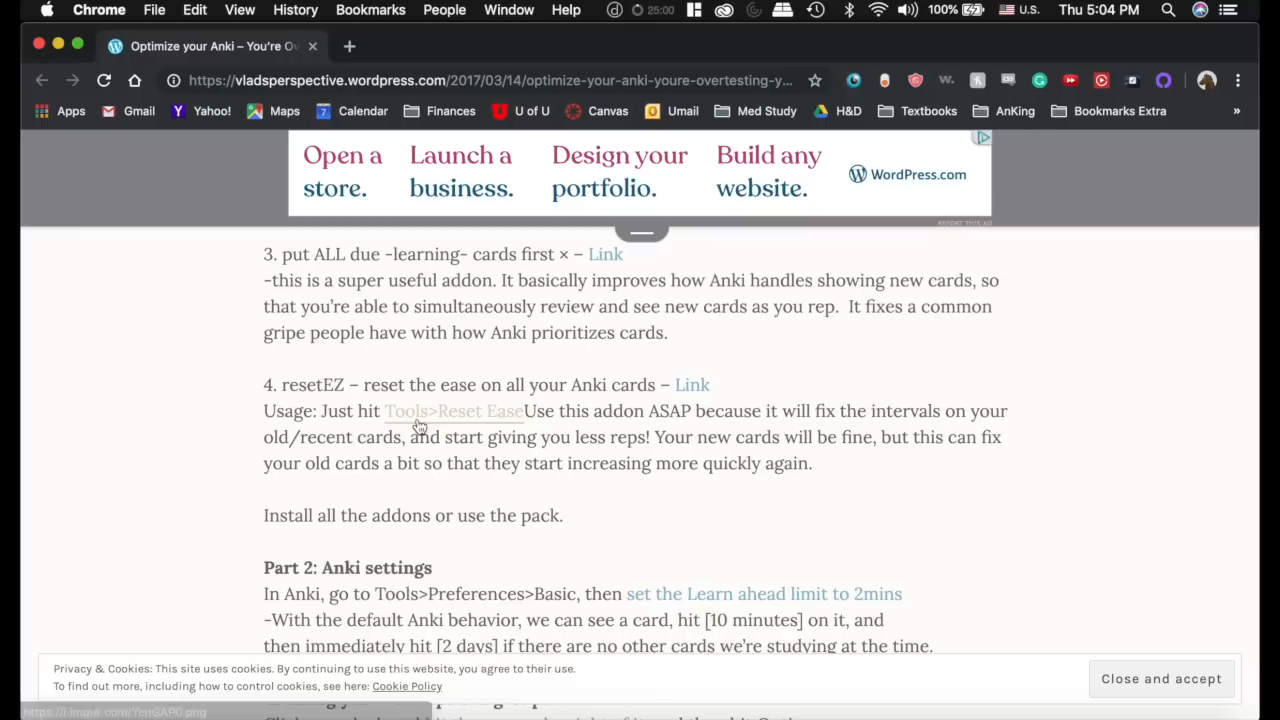 Chrome File Edit View History Bookmarks People Window Help 25:00 100% U.S. Thu 5:04 PM
Optimize your Anki – You're Ov
https://vladsperspective.wordpress.com/2017/03/14/optimize-your-anki-youre-overtesting-y...
Apps Gmail Yahoo! Maps 7 Calendar Finances U of U Canvas Umail Med Study H&D Textbooks AnKing Bookmarks Extra »
Open a Launch a Design your Build any
store. business. portfolio. website. WordPress.com
REPORT THIS AD
3. put ALL due -learning- cards first × – Link
-this is a super useful addon. It basically improves how Anki handles showing new cards, so
that you're able to simultaneously review and see new cards as you rep. It fixes a common
gripe people have with how Anki prioritizes cards.
4. resetEZ – reset the ease on all your Anki cards – Link
Usage: Just hit Tools>Reset EaseUse this addon ASAP because it will fix the intervals on your
old/recent cards, and start giving you less reps! Your new cards will be fine, but this can fix
your old cards a bit so that they start increasing more quickly again.
Install all the addons or use the pack.
Part 2: Anki settings
In Anki, go to Tools>Preferences>Basic, then set the Learn ahead limit to 2mins
-With the default Anki behavior, we can see a card, hit [10 minutes] on it, and
then immediately hit [2 days] if there are no other cards we're studying at the time.
Privacy & Cookies: This site uses cookies. By continuing to use this website, you agree to their use.
To find out more, including how to control cookies, see here: Cookie Policy
Close and accept